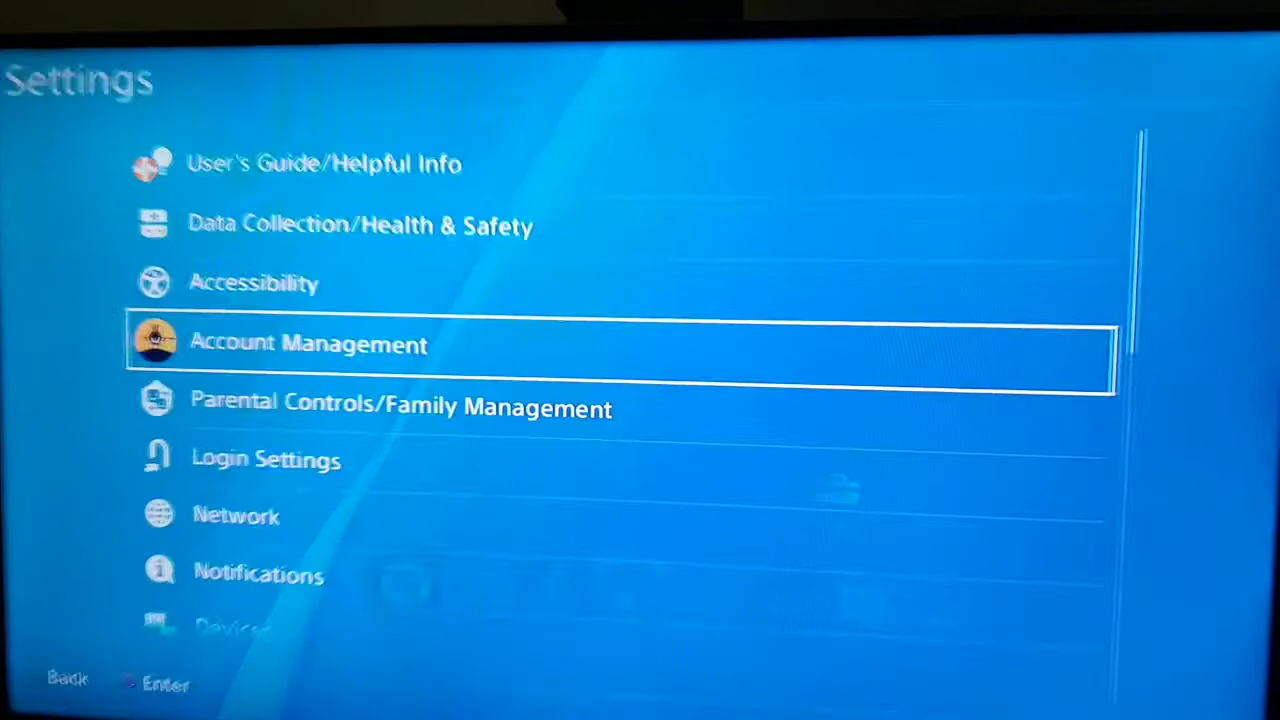 Settings
User's Guide/Helpful Info
Data Collection/Health & Safety
Accessibility
Account Management
Parental Controls/Family Management
Login Settings
Network
Notifications
Devices
Back
Enter